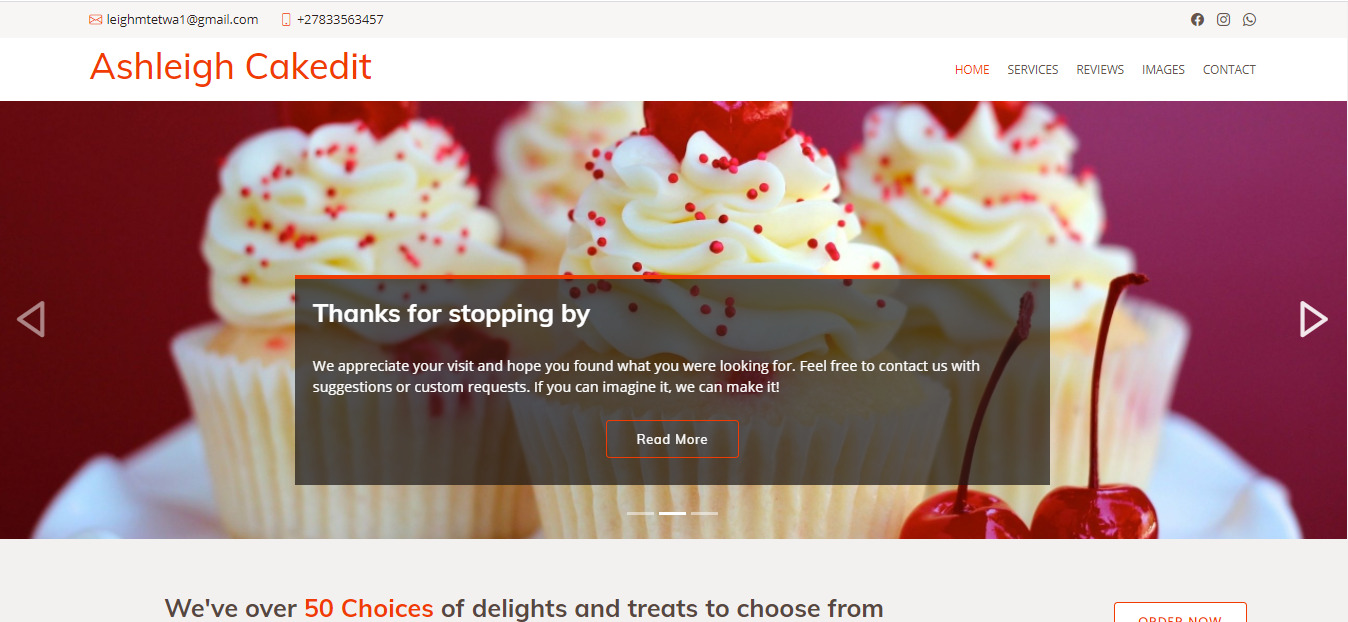 leighmtetwa1@gmail.com +27833563457
Ashleigh Cakedit
HOME SERVICES REVIEWS IMAGES CONTACT
Thanks for stopping by
We appreciate your visit and hope you found what you were looking for. Feel free to contact us with
suggestions or custom requests. If you can imagine it, we can make it!
Read More
We've over 50 Choices of delights and treats to choose from
ORDER NOW